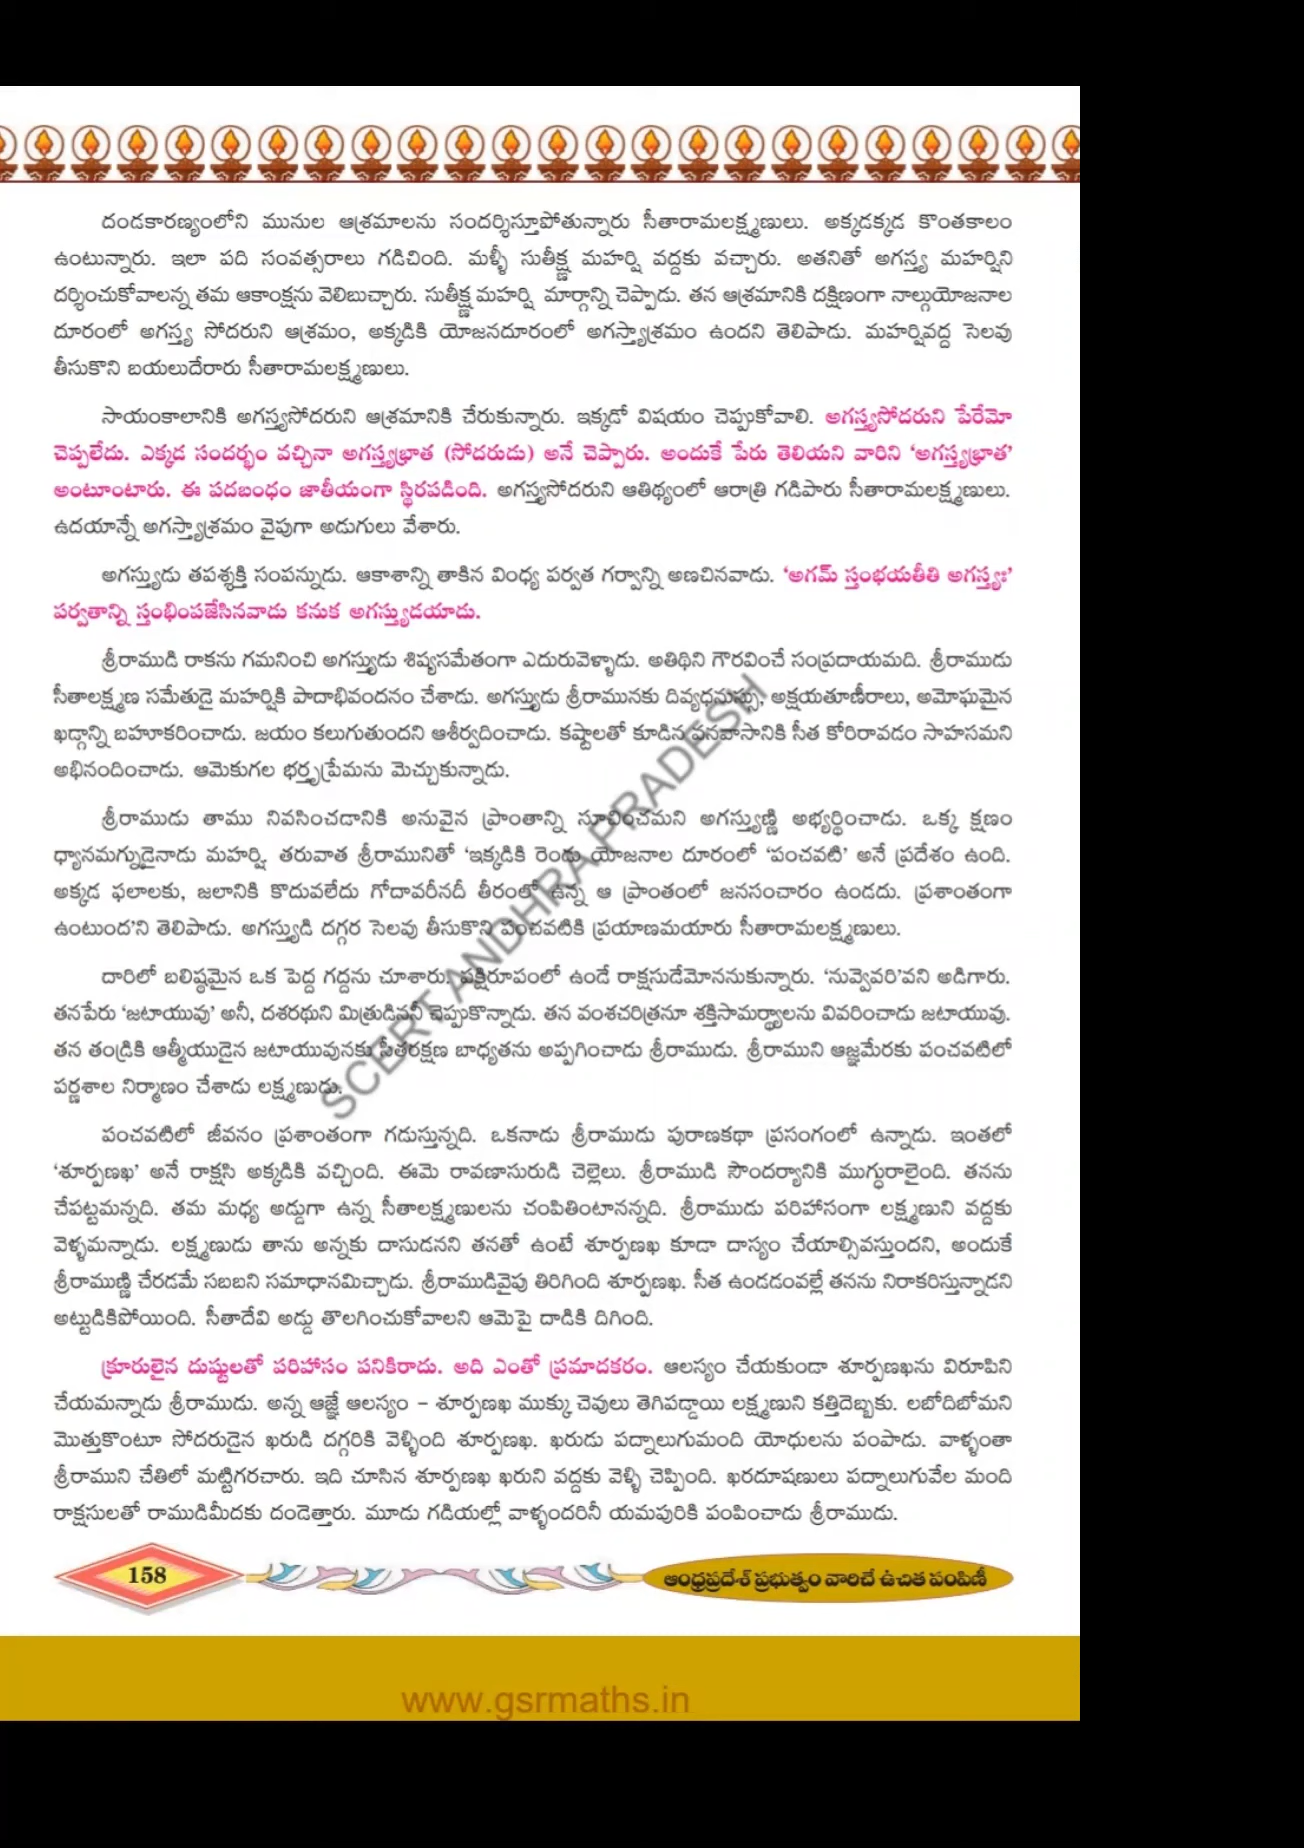 దండకారణ్యంలోని మునుల ఆశ్రమాలను సందర్శిస్తూపోతున్నారు సీతారామలక్ష్మణులు. అక్కడక్కడ కొంతకాలం
ఉంటున్నారు. ఇలా పది సంవత్సరాలు గడిచింది. మళ్ళీ సుతీక్ష్ణ మహర్షి వద్దకు వచ్చారు. అతనితో అగస్త్య మహర్షిని
దర్శించుకోవాలన్న తమ ఆకాంక్షను వెలిబుచ్చారు. సుతీక్ష్ణమహర్షి మార్గాన్ని చెప్పాడు. తన ఆశ్రమానికి దక్షిణంగా నాల్గుయోజనాల
దూరంలో అగస్త్య సోదరుని ఆశ్రమం, అక్కడికి యోజనదూరంలో అగస్త్యాశ్రమం ఉందని తెలిపాడు. మహర్షివద్ద సెలవు
తీసుకొని బయలుదేరారు సీతారామలక్ష్మణులు.
సాయంకాలానికి అగస్త్యసోదరుని ఆశ్రమానికి చేరుకున్నారు. ఇక్కడో విషయం చెప్పుకోవాలి. అగస్త్యసోదరుని పేరేమో
చెప్పలేదు. ఎక్కడ సందర్భం వచ్చినా అగస్త్యభ్రాత (సోదరుడు) అనే చెప్పారు. అందుకే పేరు తెలియని వారిని ‘అగస్త్యభ్రాత’
అంటూంటారు. ఈ పదబంధం జాతీయంగా స్థిరపడింది. అగస్త్యసోదరుని ఆతిథ్యంలో ఆరాత్రి గడిపారు సీతారామలక్ష్మణులు.
ఉదయాన్నే అగస్త్యాశ్రమం వైపుగా అడుగులు వేశారు.
అగస్త్యుడు తపశ్శక్తి సంపన్నుడు. ఆకాశాన్ని తాకిన వింధ్య పర్వత గర్వాన్ని అణచినవాడు. ‘అగమ్ స్తంభయతీతి అగస్త్యః’
పర్వతాన్ని స్తంభింపజేసినవాడు కనుక అగస్త్యుడయాడు.
శ్రీరాముడి రాకను గమనించి అగస్త్యుడు శిష్యసమేతంగా ఎదురువెళ్ళాడు. అతిథిని గౌరవించే సంప్రదాయమది. శ్రీరాముడు
సీతాలక్ష్మణ సమేతుడై మహర్షికి పాదాభివందనం చేశాడు. అగస్త్యుడు శ్రీరామునకు దివ్యధనుస్సు, అక్షయతూణీరాలు, అమోఘమైన
ఖడ్గాన్ని బహూకరించాడు. జయం కలుగుతుందని ఆశీర్వదించాడు. కష్టాలతో కూడిన వనవాసానికి సీత కోరిరావడం సాహసమని
అభినందించాడు. ఆమెకుగల భర్తృప్రేమను మెచ్చుకున్నాడు.
శ్రీరాముడు తాము నివసించడానికి అనువైన ప్రాంతాన్ని సూచించమని అగస్త్యుణ్ణి అభ్యర్థించాడు. ఒక్క క్షణం
ధ్యానమగ్నుడైనాడు మహర్షి. తరువాత శ్రీరామునితో ‘ఇక్కడికి రెండు యోజనాల దూరంలో ‘పంచవటి’ అనే ప్రదేశం ఉంది.
అక్కడ ఫలాలకు, జలానికి కొదువలేదు గోదావరీనదీ తీరంలో ఉన్న ఆ ప్రాంతంలో జనసంచారం ఉండదు. ప్రశాంతంగా
ఉంటుంద’ని తెలిపాడు. అగస్త్యుడి దగ్గర సెలవు తీసుకొని పంచవటికి ప్రయాణమయారు సీతారామలక్ష్మణులు.
దారిలో బలిష్ఠమైన ఒక పెద్ద గద్దను చూశారు. పక్షిరూపంలో ఉండే రాక్షసుడేమోననుకున్నారు. ‘నువ్వెవరి’వని అడిగారు.
తనపేరు ‘జటాయువు’ అనీ, దశరథుని మిత్రుడిననీ చెప్పుకొన్నాడు. తన వంశచరిత్రనూ శక్తిసామర్థ్యాలను వివరించాడు జటాయువు.
తన తండ్రికి ఆత్మీయుడైన జటాయువునకు సీతరక్షణ బాధ్యతను అప్పగించాడు శ్రీరాముడు. శ్రీరాముని ఆజ్ఞమేరకు పంచవటిలో
పర్ణశాల నిర్మాణం చేశాడు లక్ష్మణుడు.
పంచవటిలో జీవనం ప్రశాంతంగా గడుస్తున్నది. ఒకనాడు శ్రీరాముడు పురాణకథా ప్రసంగంలో ఉన్నాడు. ఇంతలో
‘శూర్పణఖ’ అనే రాక్షసి అక్కడికి వచ్చింది. ఈమె రావణాసురుడి చెల్లెలు. శ్రీరాముడి సౌందర్యానికి ముగ్ధురాలైంది. తనను
చేపట్టమన్నది. తమ మధ్య అడ్డుగా ఉన్న సీతాలక్ష్మణులను చంపితింటానన్నది. శ్రీరాముడు పరిహాసంగా లక్ష్మణుని వద్దకు
వెళ్ళమన్నాడు. లక్ష్మణుడు తాను అన్నకు దాసుడనని తనతో ఉంటే శూర్పణఖ కూడా దాస్యం చేయాల్సివస్తుందని, అందుకే
శ్రీరాముణ్ణి చేరడమే సబబని సమాధానమిచ్చాడు. శ్రీరాముడివైపు తిరిగింది శూర్పణఖ. సీత ఉండడంవల్లే తనను నిరాకరిస్తున్నాడని
అట్టుడికిపోయింది. సీతాదేవి అడ్డు తొలగించుకోవాలని ఆమెపై దాడికి దిగింది.
క్రూరులైన దుష్టులతో పరిహాసం పనికిరాదు. అది ఎంతో ప్రమాదకరం. ఆలస్యం చేయకుండా శూర్పణఖను విరూపిని
చేయమన్నాడు శ్రీరాముడు. అన్న ఆజ్ఞే ఆలస్యం – శూర్పణఖ ముక్కు చెవులు తెగిపడ్డాయి లక్ష్మణుని కత్తిదెబ్బకు. లబోదిబోమని
మొత్తుకొంటూ సోదరుడైన ఖరుడి దగ్గరికి వెళ్ళింది శూర్పణఖ. ఖరుడు పద్నాలుగుమంది యోధులను పంపాడు. వాళ్ళంతా
శ్రీరాముని చేతిలో మట్టిగరచారు. ఇది చూసిన శూర్పణఖ ఖరుని వద్దకు వెళ్ళి చెప్పింది. ఖరదూషణులు పద్నాలుగువేల మంది
రాక్షసులతో రాముడిమీదకు దండెత్తారు. మూడు గడియల్లో వాళ్ళందరినీ యమపురికి పంపించాడు శ్రీరాముడు.
SCERT ANDHRA PRADESH
158
ఆంధ్రప్రదేశ్ ప్రభుత్వం వారిచే ఉచిత పంపిణీ
www.gsrmaths.in